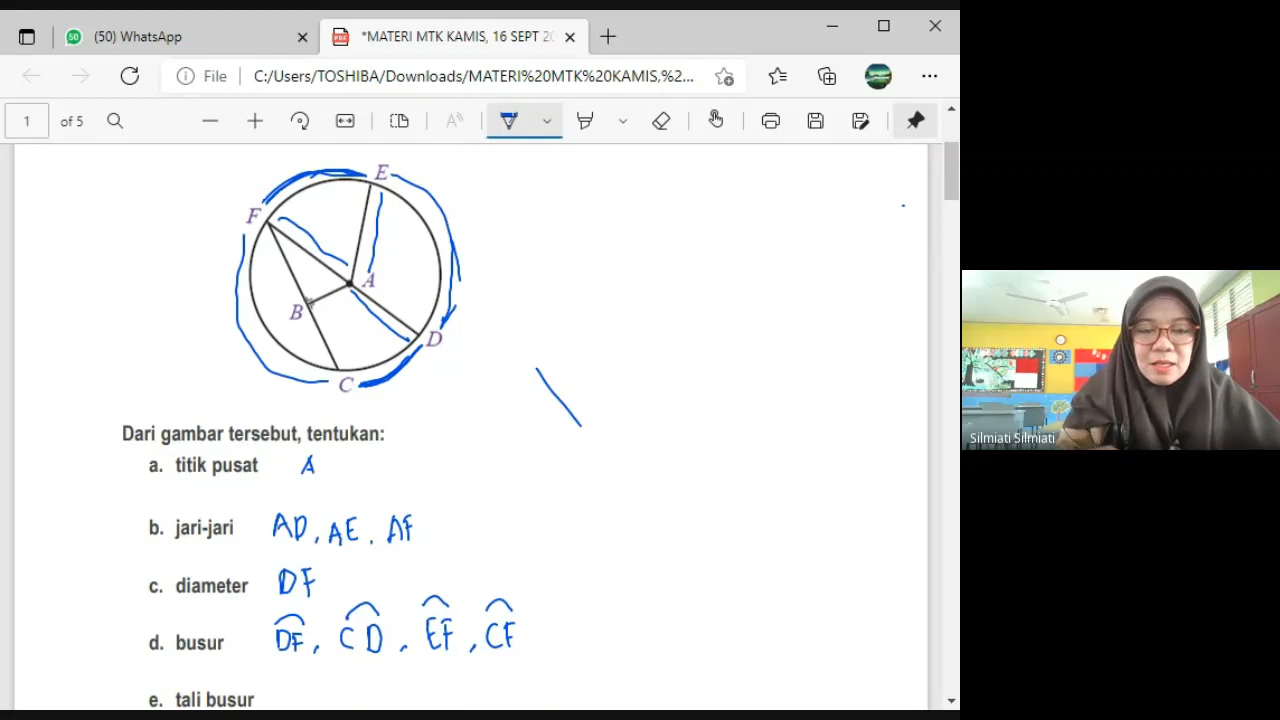 (50) WhatsApp
*MATERI MTK KAMIS, 16 SEPT 20
File
C:/Users/TOSHIBA/Downloads/MATERI%20MTK%20KAMIS,%2...
1 of 5
E
F
A
B
D
C
Dari gambar tersebut, tentukan:
a. titik pusat A
b. jari-jari AD, AE. AF
c. diameter DF
d. busur DF, CD, EF, CF
e. tali busur
Silmiati Silmiati